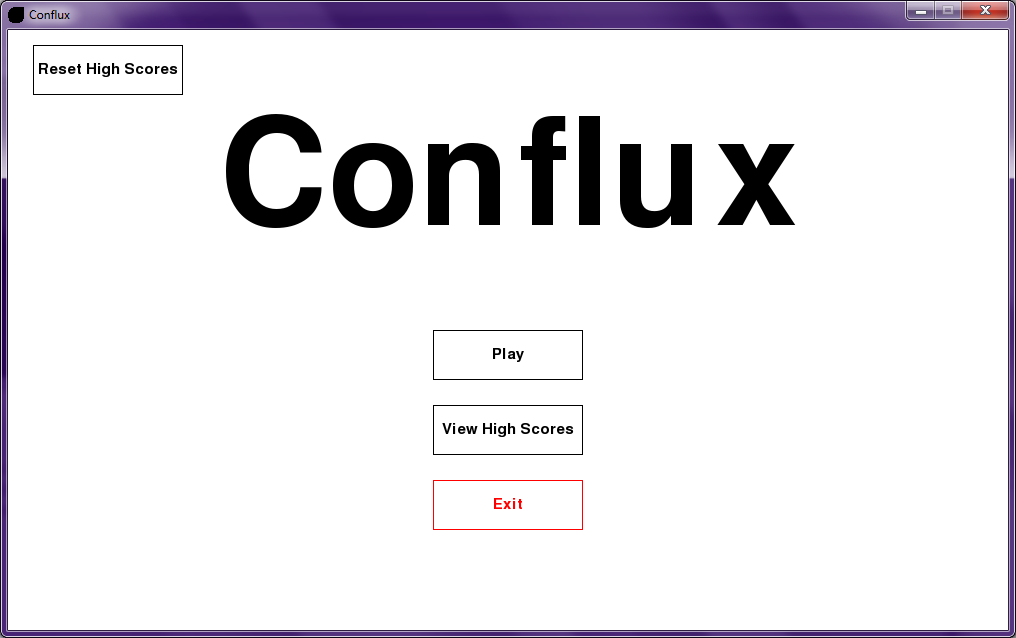 Conflux
Reset High Scores
Conflux
Play
View High Scores
Exit